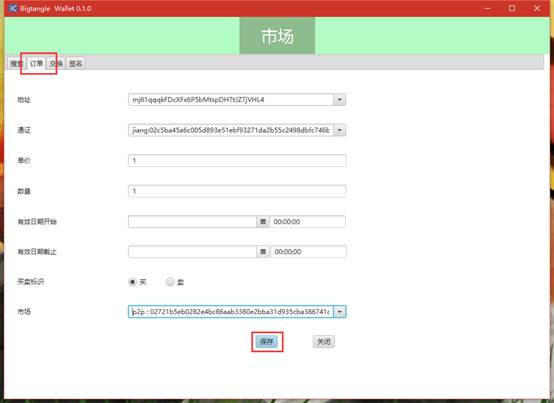 Bigtangle Wallet 0.1.0
市场
搜索 订单 交换 签名
地址 mj61qqqkFDcXFx6P5bMtspDH7tJZ7jVHL4
通证 jiang:02c5ba45a6c005d893e51ebf93271da2b55c2498dbfc746b
单价 1
数量 1
有效日期开始 00:00:00
有效日期截止 00:00:00
买卖标识 买 卖
市场 p2p : 02721b5eb0282e4bc86aab3380e2bba31d935cba386741c
保存 关闭